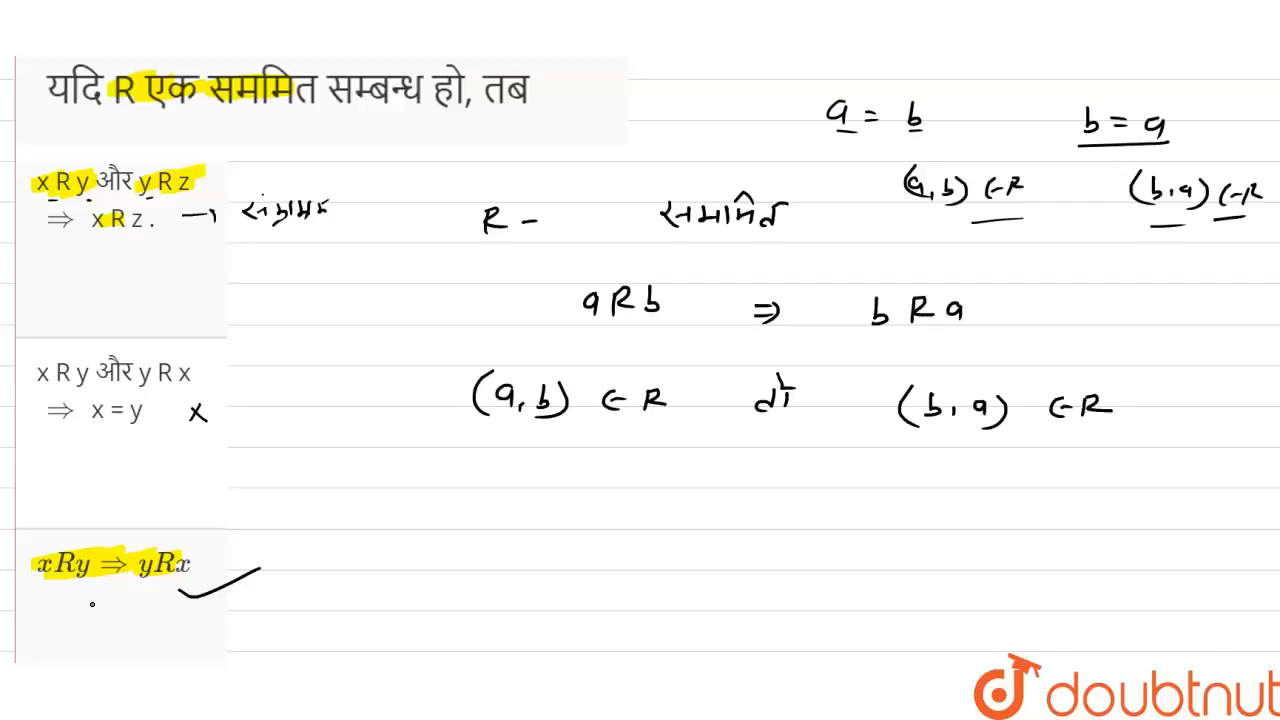 यदि R एक सममित सम्बन्ध हो, तब
x R y और y R z
⇒ x R z . → संक्रामक
x R y और y R x
⇒ x = y x
xRy ⇒ yRx
a = b b = a
(a, b) ∈ R (b, a) ∈ R
R - सममित
a R b ⇒ b R a
(a, b) ∈ R तो (b, a) ∈ R
doubtnut